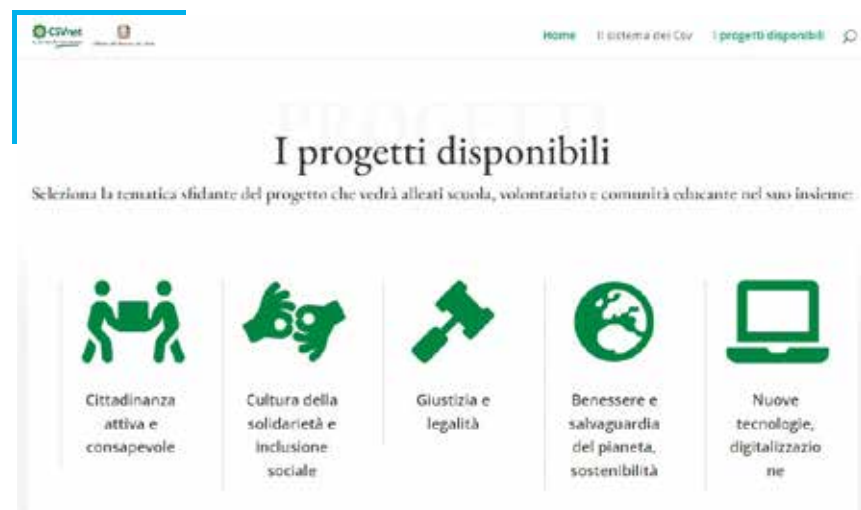 CSVnet
Home Il sistema dei Csv I progetti disponibili
PROGETTI
I progetti disponibili
Seleziona la tematica sfidante del progetto che vedrà alleati scuola, volontariato e comunità educante nel suo insieme:
Cittadinanza
attiva e
consapevole
Cultura della
solidarietà e
inclusione
sociale
Giustizia e
legalità
Benessere e
salvaguardia
del pianeta,
sostenibilità
Nuove
tecnologie,
digitalizzazio
ne